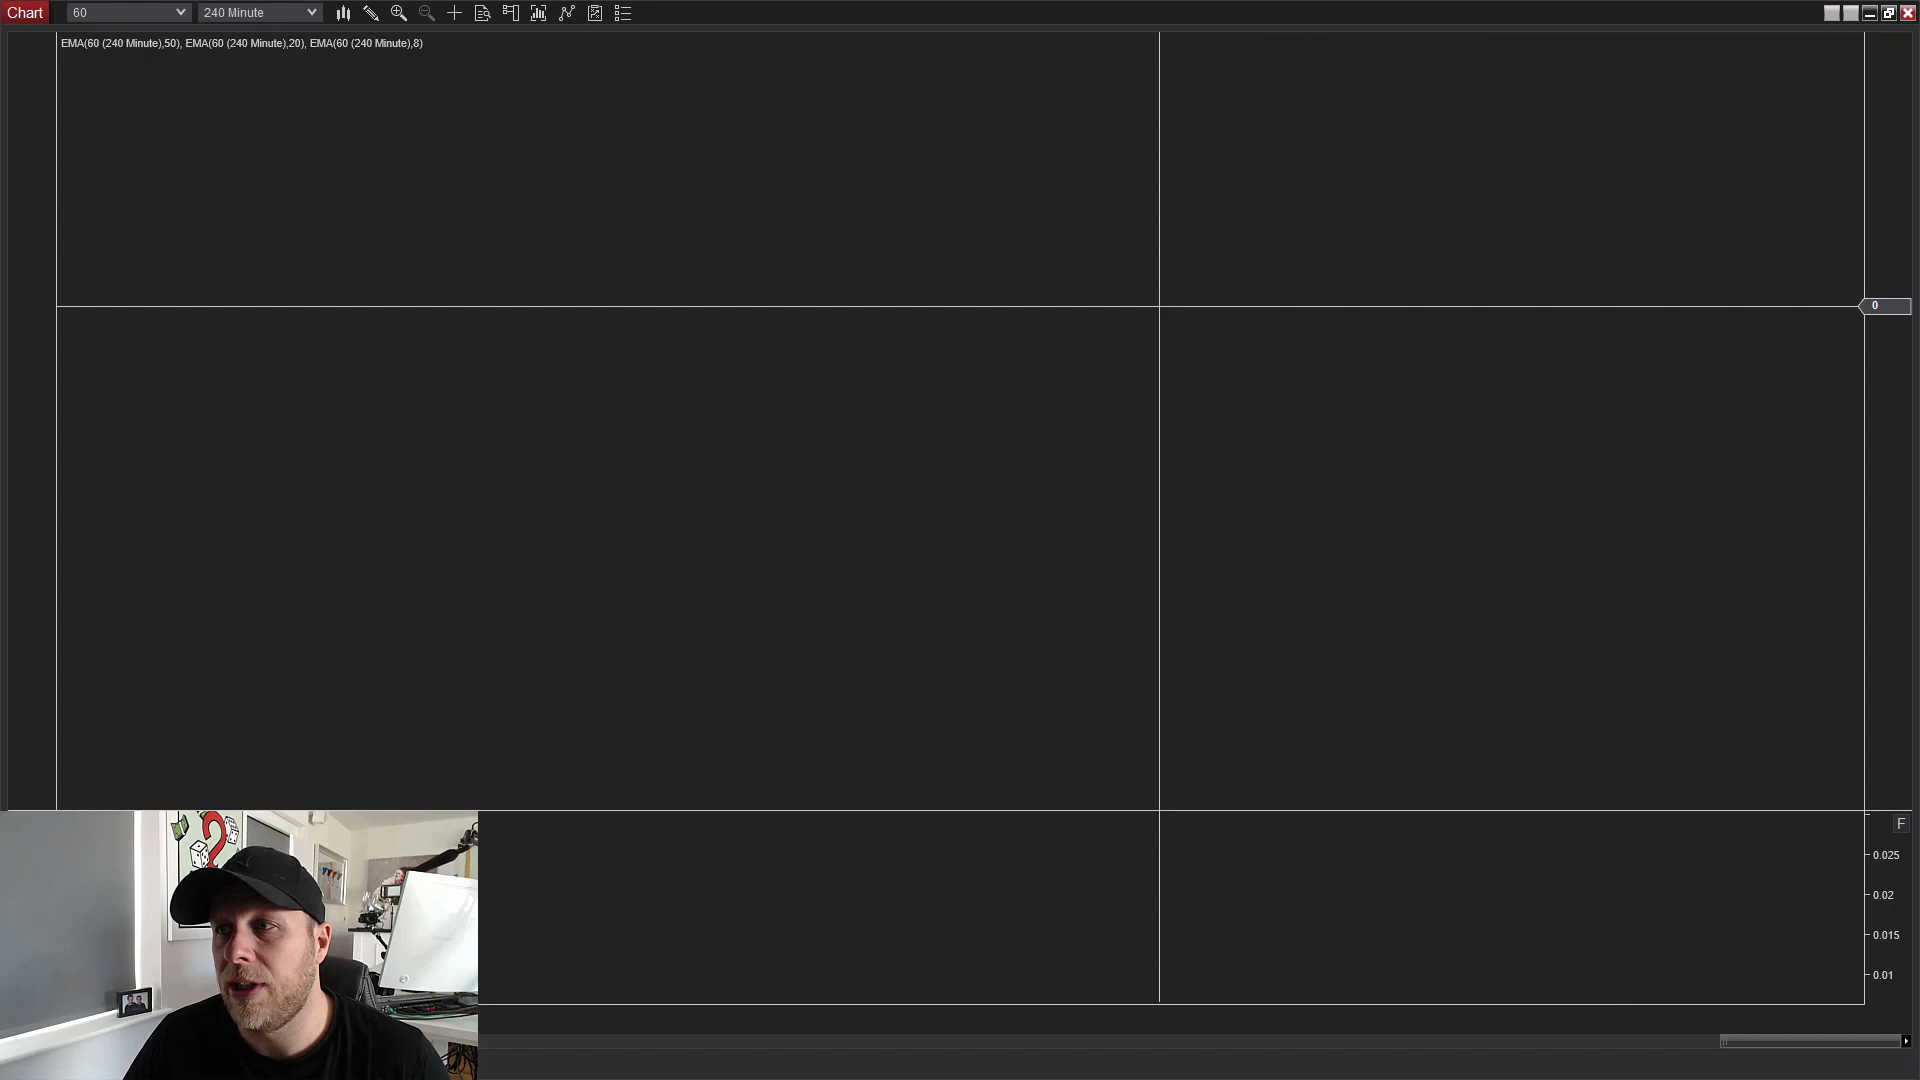 Chart 60 240 Minute
EMA(60 (240 Minute),50), EMA(60 (240 Minute),20), EMA(60 (240 Minute),8)
0
F
0.025
0.02
0.015
0.01